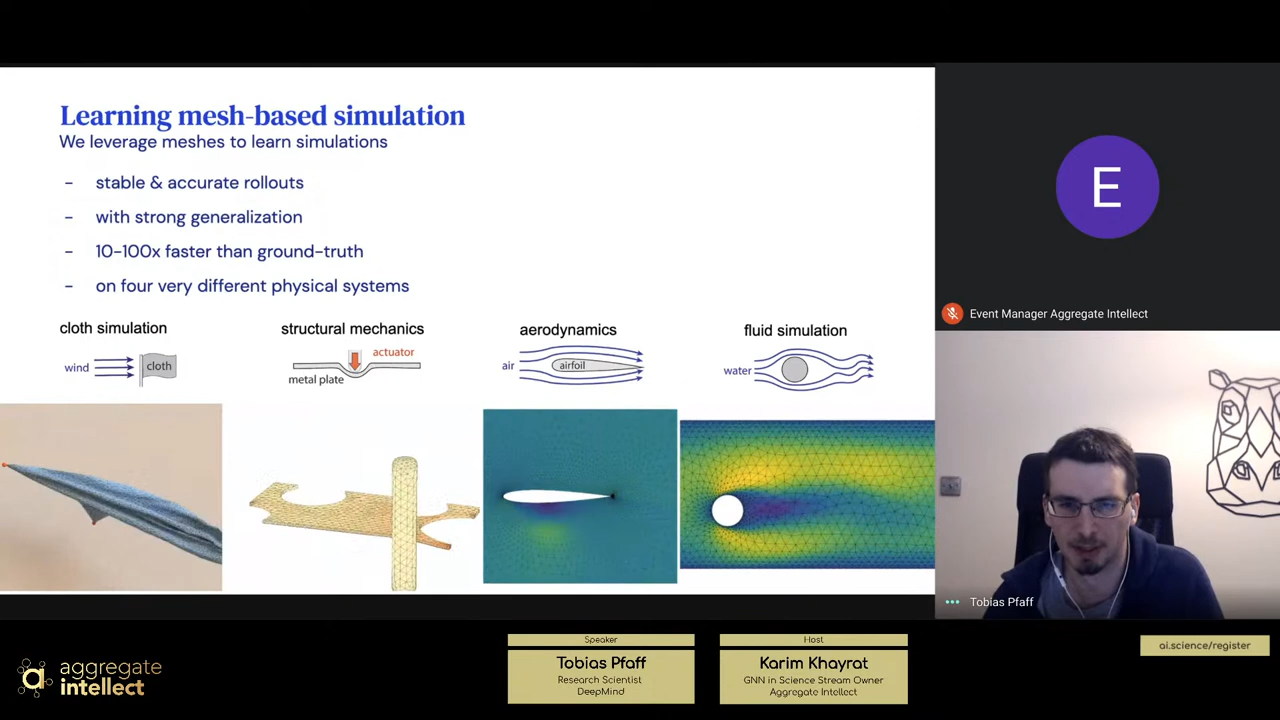 Learning mesh-based simulation
We leverage meshes to learn simulations
- stable & accurate rollouts
- with strong generalization
- 10-100x faster than ground-truth
- on four very different physical systems
cloth simulation
wind
cloth
structural mechanics
actuator
metal plate
aerodynamics
air
airfoil
fluid simulation
water
E
Event Manager Aggregate Intellect
Tobias Pfaff
ai
aggregate
intellect
Speaker
Tobias Pfaff
Research Scientist
DeepMind
Host
Karim Khayrat
GNN in Science Stream Owner
Aggregate Intellect
ai.science/register